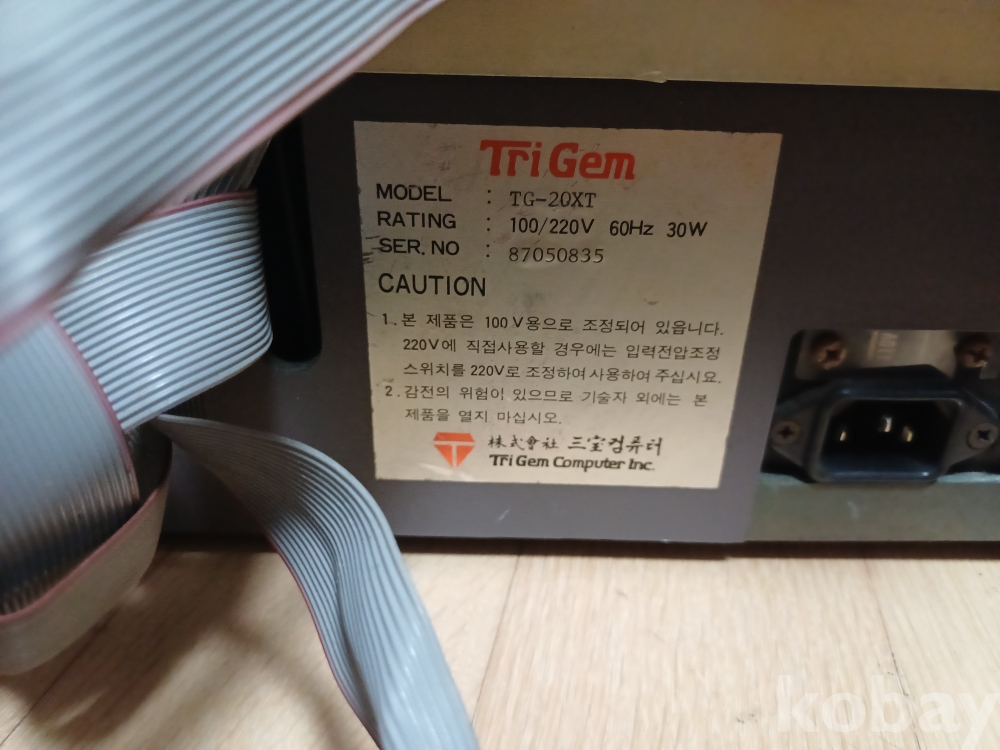 TriGem
MODEL : TG-20XT
RATING : 100/220V 60Hz 30W
SER. NO : 87050835
CAUTION
1. 본 제품은 100V용으로 조정되어 있읍니다.
220V에 직접사용할 경우에는 입력전압조정
스위치를 220V로 조정하여사용하여 주십시요.
2. 감전의 위험이 있으므로 기술자 외에는 본
제품을 열지 마십시오.
株式會社 三宝컴퓨터
TriGem Computer Inc.
kobay